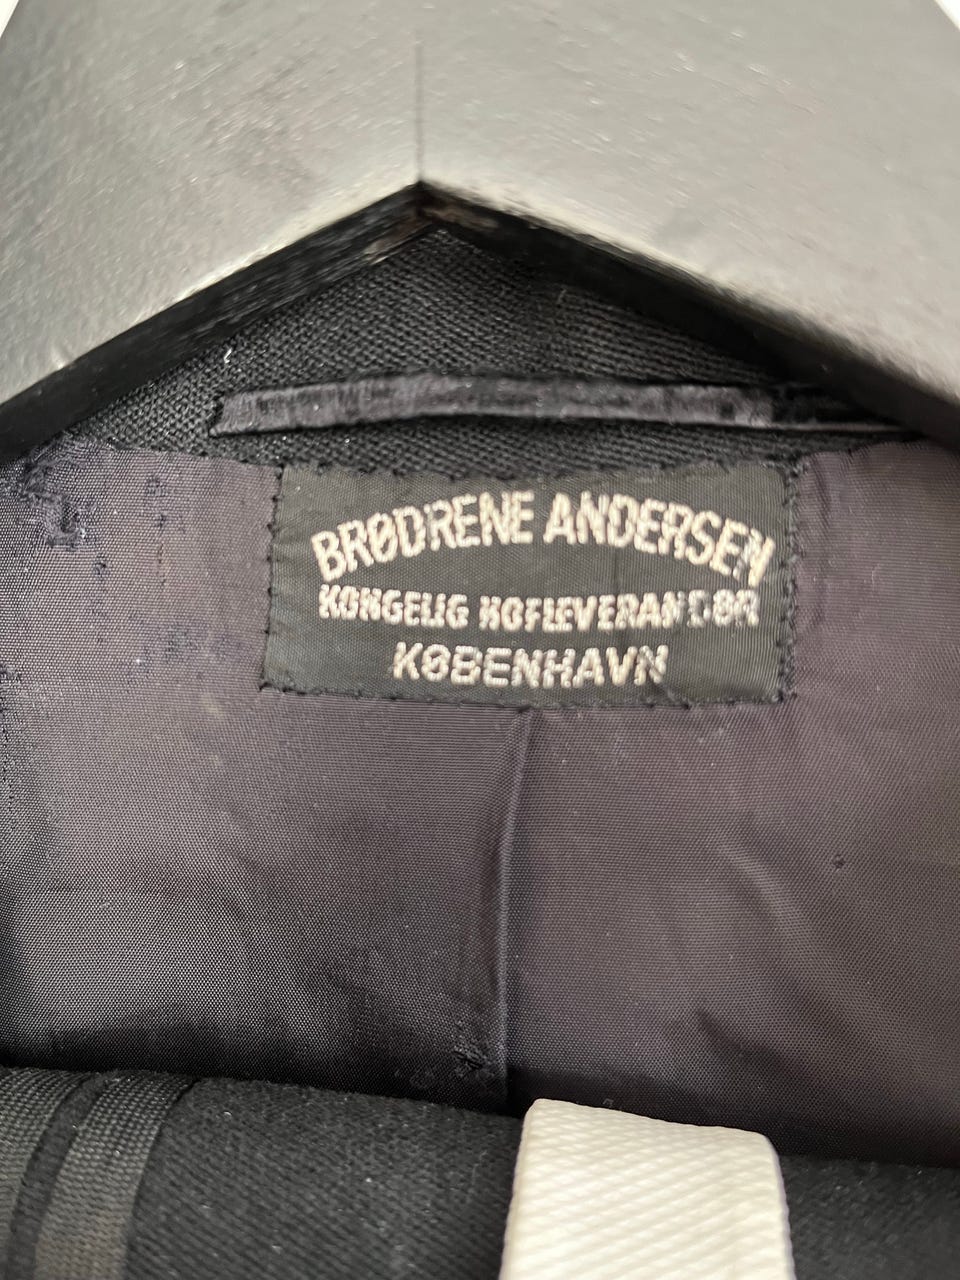 BRØDRENE ANDERSEN
KONGELIG HOFLEVERANDØR
KØBENHAVN